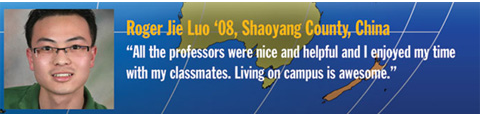 Roger Jie Luo ‘08, Shaoyang County, China
“All the professors were nice and helpful and I enjoyed my time
with my classmates. Living on campus is awesome.”